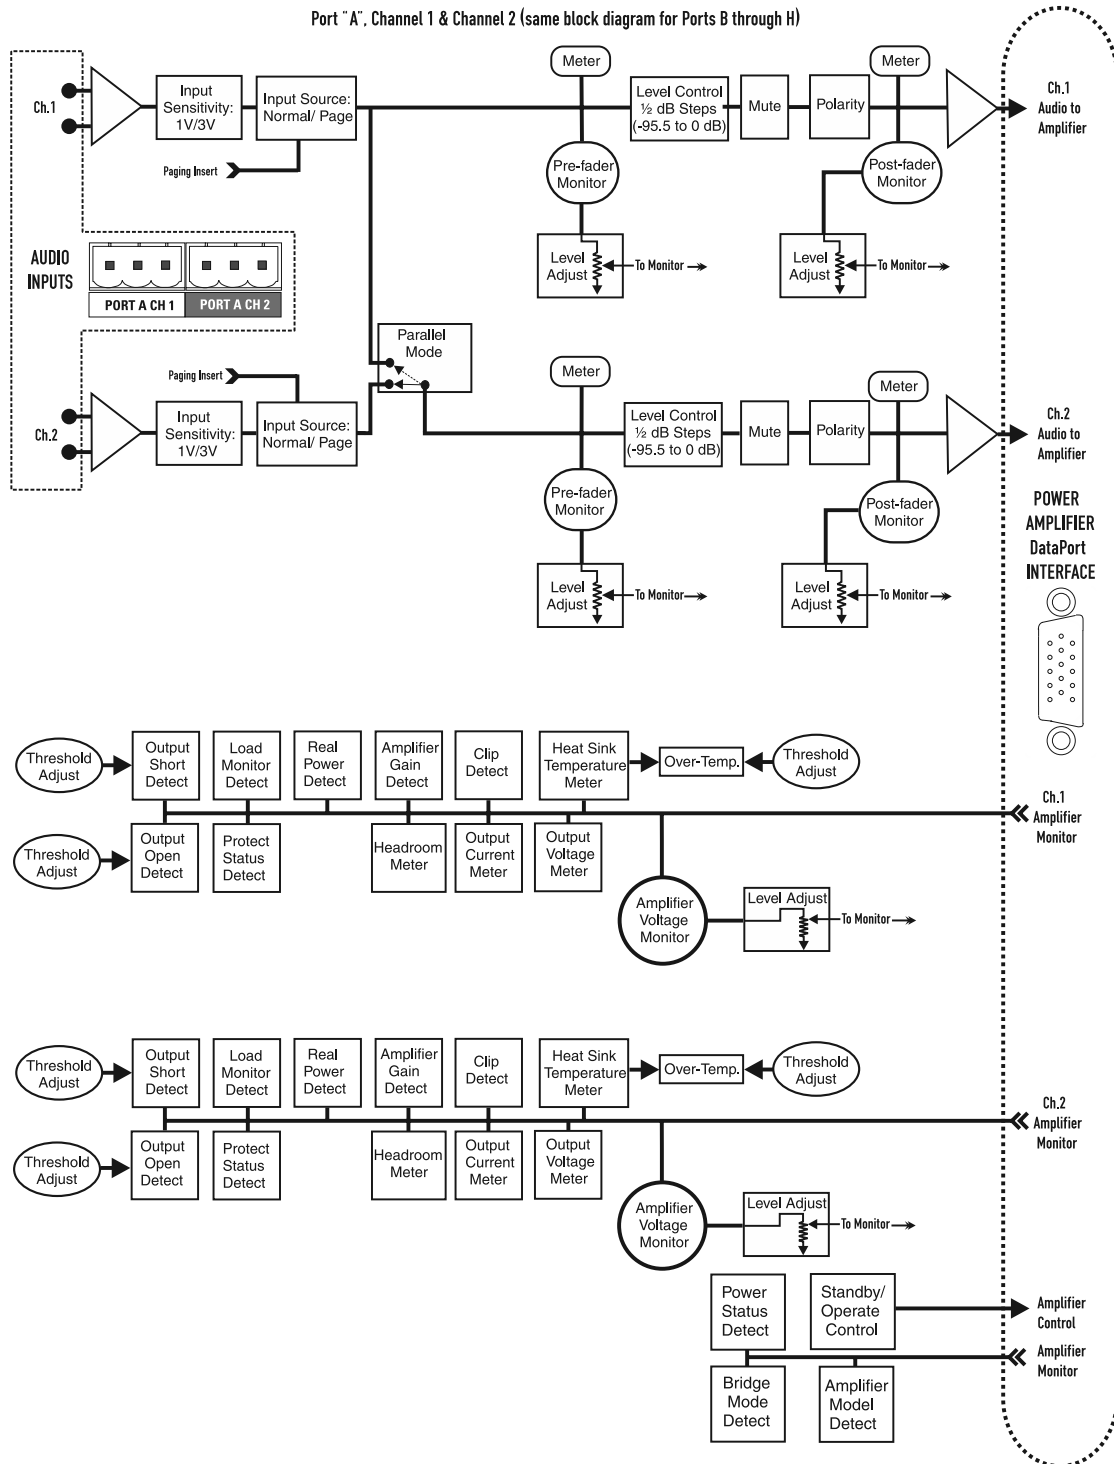 Port "A", Channel 1 & Channel 2 (same block diagram for Ports B through H)
Ch.1
Input
Sensitivity:
1V/3V
Input Source:
Normal/ Page
Paging Insert
Meter
Pre-fader
Monitor
Level
Adjust
To Monitor
Level Control
½ dB Steps
(-95.5 to 0 dB)
Mute
Polarity
Meter
Post-fader
Monitor
Level
Adjust
To Monitor
Ch.1
Audio to
Amplifier
AUDIO
INPUTS
PORT A CH 1
PORT A CH 2
Parallel
Mode
Paging Insert
Ch.2
Input
Sensitivity:
1V/3V
Input Source:
Normal/ Page
Meter
Pre-fader
Monitor
Level
Adjust
To Monitor
Level Control
½ dB Steps
(-95.5 to 0 dB)
Mute
Polarity
Meter
Post-fader
Monitor
Level
Adjust
To Monitor
Ch.2
Audio to
Amplifier
POWER
AMPLIFIER
DataPort
INTERFACE
Threshold
Adjust
Output
Short
Detect
Load
Monitor
Detect
Real
Power
Detect
Amplifier
Gain
Detect
Clip
Detect
Heat Sink
Temperature
Meter
Over-Temp.
Threshold
Adjust
Ch.1
Amplifier
Monitor
Threshold
Adjust
Output
Open
Detect
Protect
Status
Detect
Headroom
Meter
Output
Current
Meter
Output
Voltage
Meter
Amplifier
Voltage
Monitor
Level Adjust
To Monitor
Threshold
Adjust
Output
Short
Detect
Load
Monitor
Detect
Real
Power
Detect
Amplifier
Gain
Detect
Clip
Detect
Heat Sink
Temperature
Meter
Over-Temp.
Threshold
Adjust
Ch.2
Amplifier
Monitor
Threshold
Adjust
Output
Open
Detect
Protect
Status
Detect
Headroom
Meter
Output
Current
Meter
Output
Voltage
Meter
Amplifier
Voltage
Monitor
Level Adjust
To Monitor
Power
Status
Detect
Standby/
Operate
Control
Amplifier
Control
Amplifier
Monitor
Bridge
Mode
Detect
Amplifier
Model
Detect